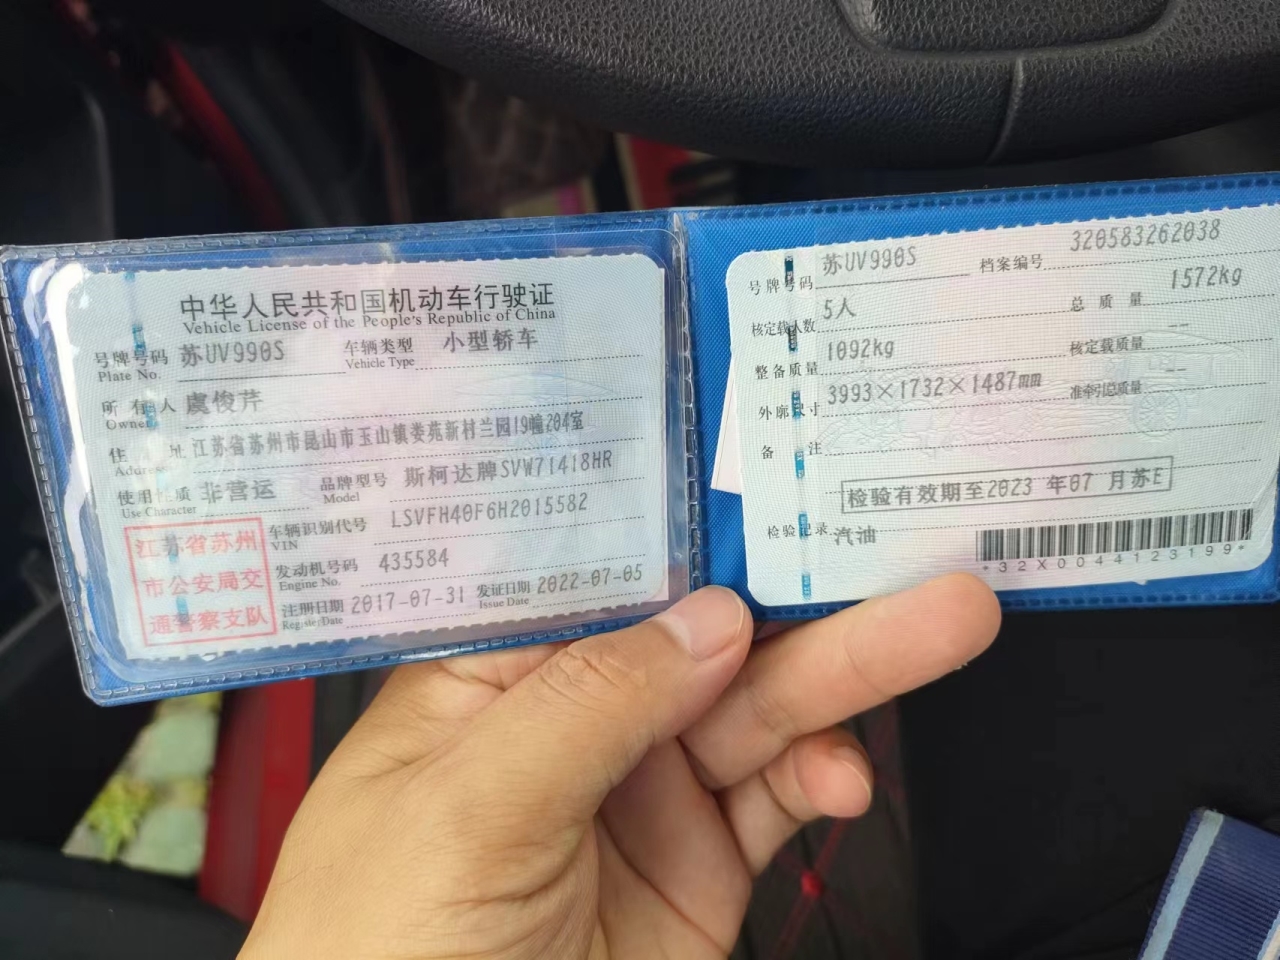 中华人民共和国机动车行驶证
Vehicle License of the People's Republic of China
号牌号码 苏UV990S 车辆类型 小型轿车
Plate No. Vehicle Type
所有人 虞俊芹
Owner
住址 江苏省苏州市昆山市玉山镇娄苑新村兰园19幢204室
Address
使用性质 非营运 品牌型号 斯柯达牌SVW71418HR
Use Character Model
江苏省苏州
市公安局交
通警察支队
车辆识别代号 LSVFH40F6H2015582
VIN
发动机号码 435584
Engine No.
注册日期 2017-07-31 发证日期 2022-07-05
Register Date Issue Date
号牌号码 苏UV990S 档案编号 320583262038
核定载人数 5人 总质量 1572kg
整备质量 1092kg 核定载质量 --
外廓尺寸 3993×1732×1487mm 准牵引总质量 --
备注
检验有效期至2023 年07 月苏E
检验记录 汽油
*32X0044123199*